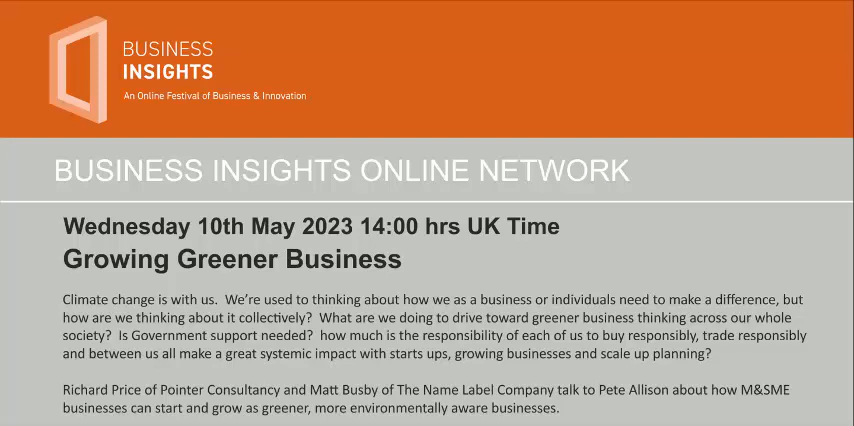 BUSINESS
INSIGHTS
An Online Festival of Business & Innovation
BUSINESS INSIGHTS ONLINE NETWORK
Wednesday 10th May 2023 14:00 hrs UK Time
Growing Greener Business
Climate change is with us.  We’re used to thinking about how we as a business or individuals need to make a difference, but
how are we thinking about it collectively?  What are we doing to drive toward greener business thinking across our whole
society?  Is Government support needed?  how much is the responsibility of each of us to buy responsibly, trade responsibly
and between us all make a great systemic impact with starts ups, growing businesses and scale up planning?
Richard Price of Pointer Consultancy and Matt Busby of The Name Label Company talk to Pete Allison about how M&SME
businesses can start and grow as greener, more environmentally aware businesses.